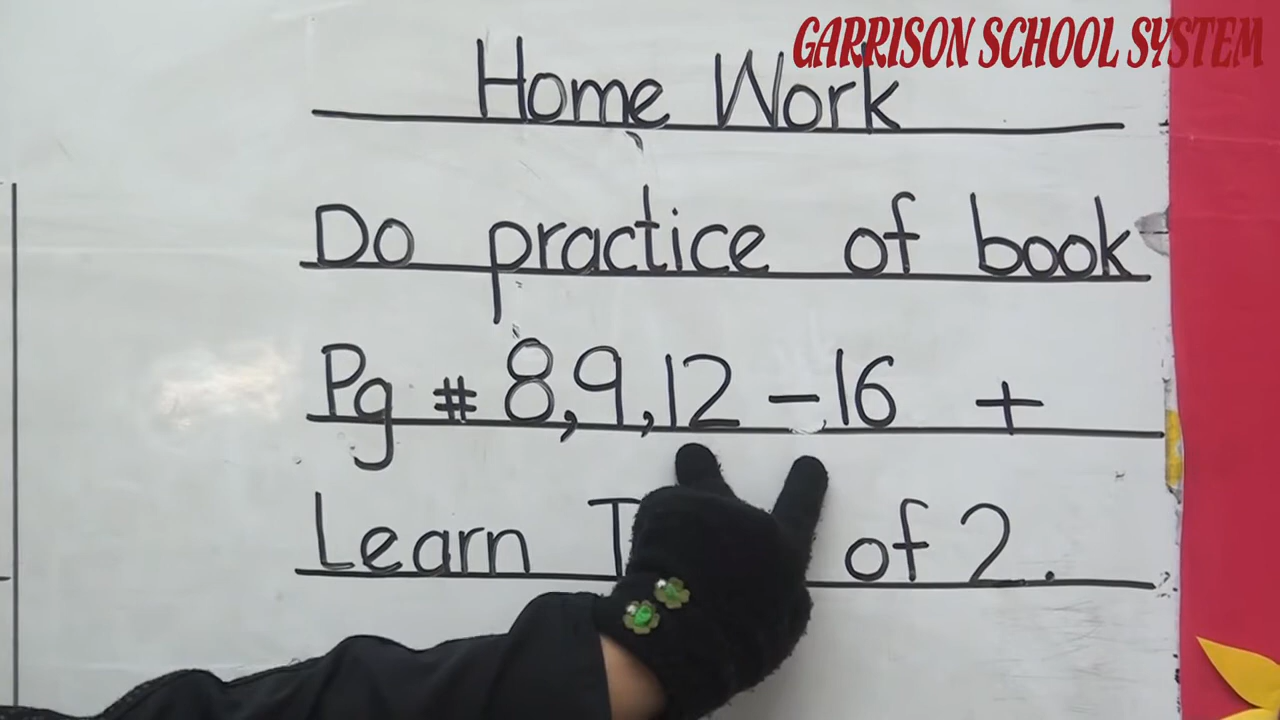 GARRISON SCHOOL SYSTEM
Home Work
Do practice of book
Pg # 8,9,12 - 16 +
Learn of 2.